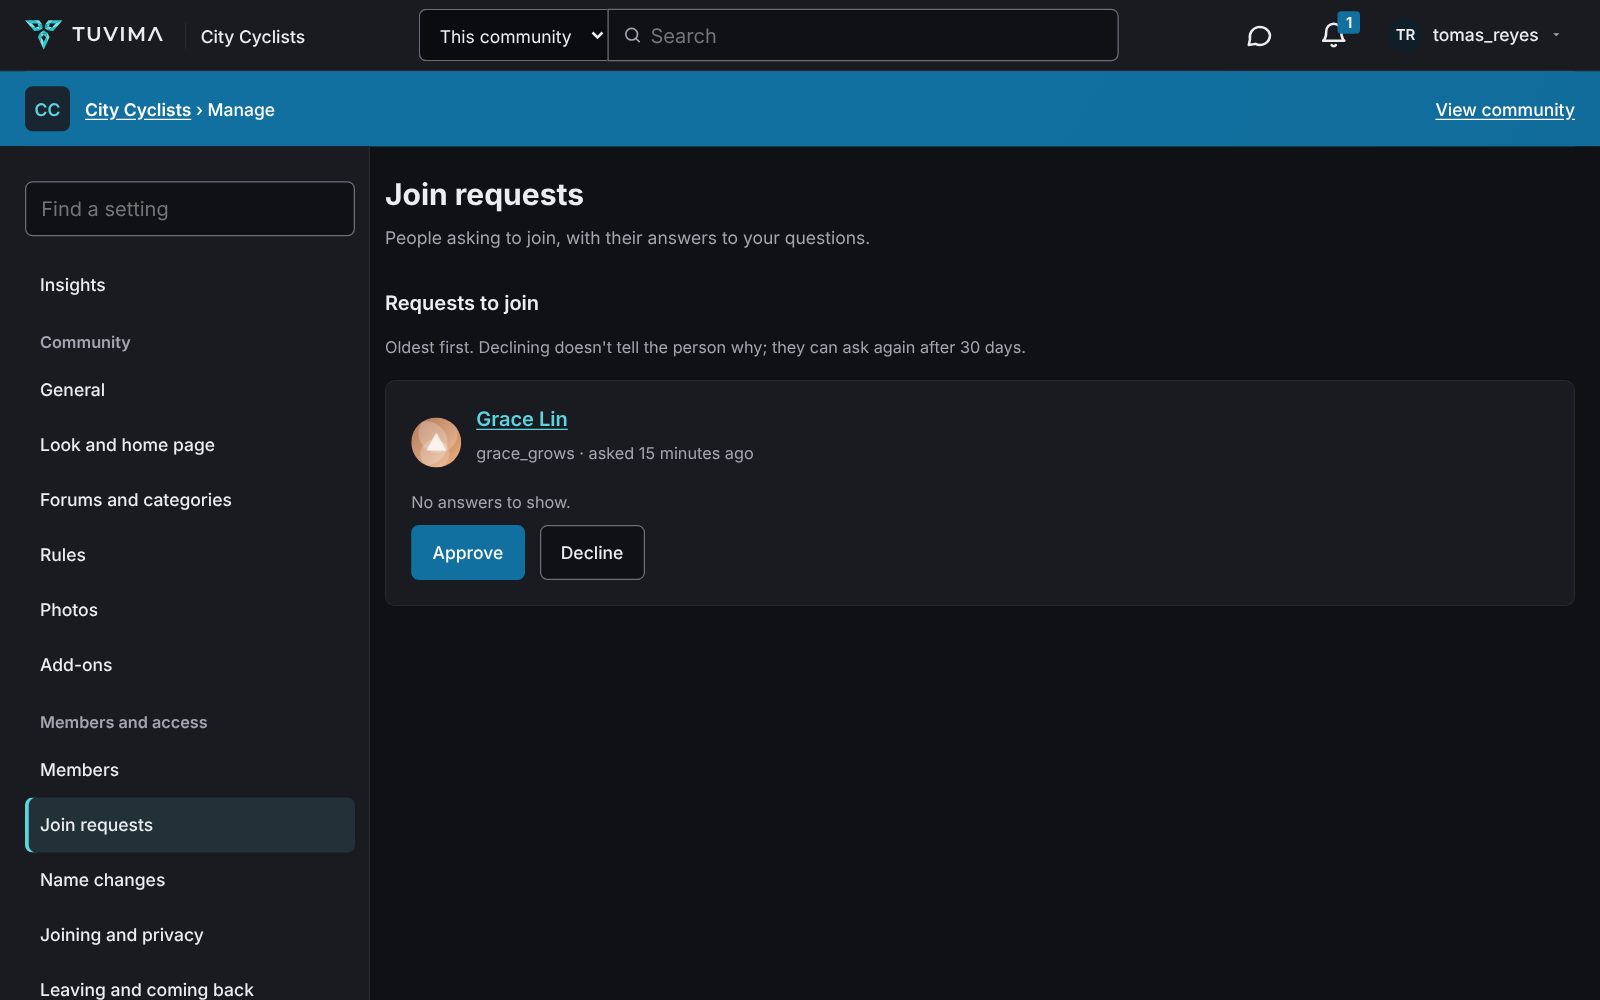 TUVIMA
City Cyclists
This community
Search
1
TR
tomas_reyes
CC
City Cyclists › Manage
View community
Find a setting
Insights
Community
General
Look and home page
Forums and categories
Rules
Photos
Add-ons
Members and access
Members
Join requests
Name changes
Joining and privacy
Leaving and coming back
Join requests
People asking to join, with their answers to your questions.
Requests to join
Oldest first. Declining doesn't tell the person why; they can ask again after 30 days.
Grace Lin
grace_grows · asked 15 minutes ago
No answers to show.
Approve
Decline